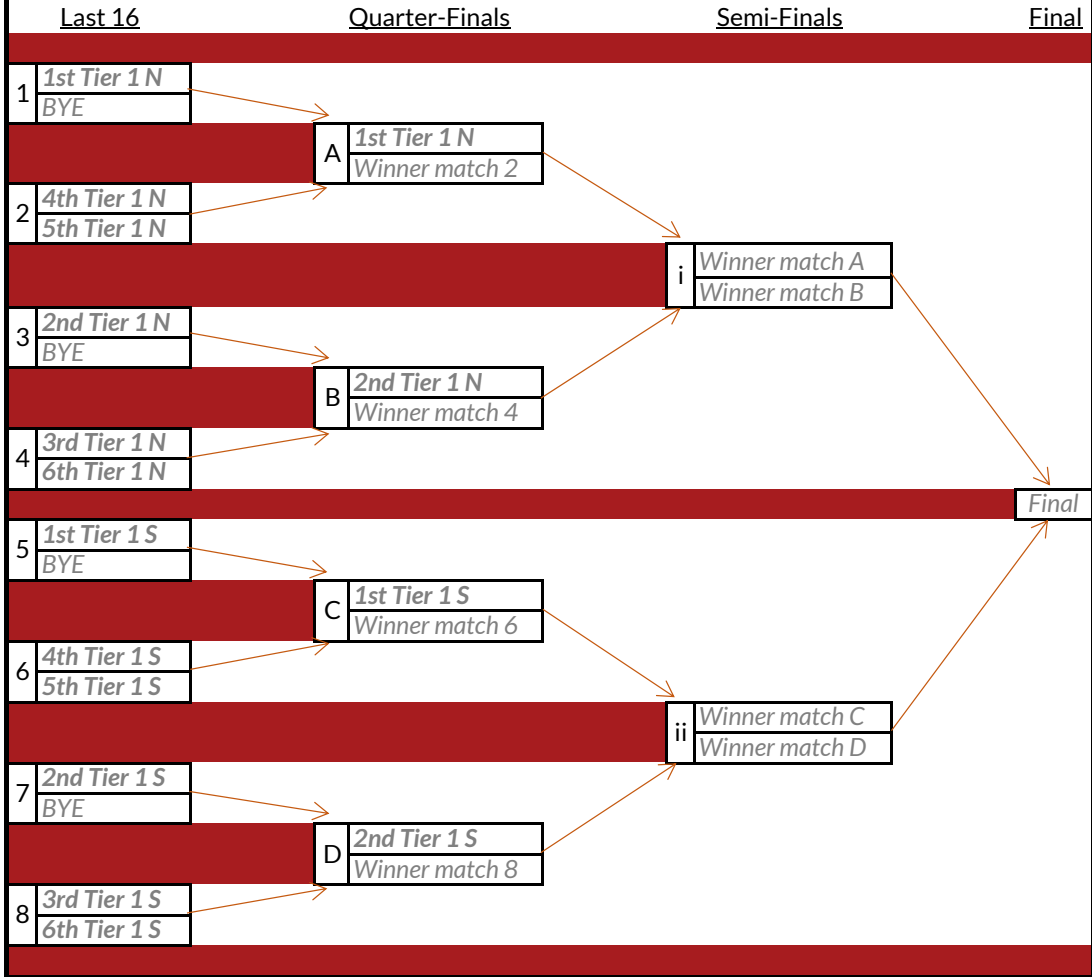 Last 16 Quarter-Finals Semi-Finals Final
1 1st Tier 1 N
BYE
A 1st Tier 1 N
Winner match 2
2 4th Tier 1 N
5th Tier 1 N
i Winner match A
Winner match B
3 2nd Tier 1 N
BYE
B 2nd Tier 1 N
Winner match 4
4 3rd Tier 1 N
6th Tier 1 N
Final
5 1st Tier 1 S
BYE
C 1st Tier 1 S
Winner match 6
6 4th Tier 1 S
5th Tier 1 S
ii Winner match C
Winner match D
7 2nd Tier 1 S
BYE
D 2nd Tier 1 S
Winner match 8
8 3rd Tier 1 S
6th Tier 1 S